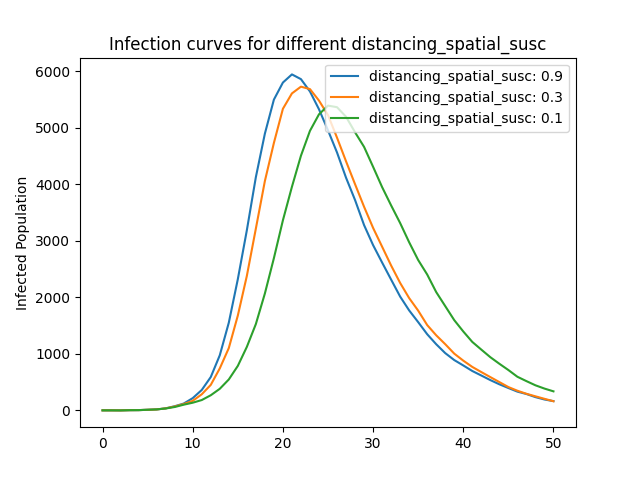 Infection curves for different distancing_spatial_susc
distancing_spatial_susc: 0.9
distancing_spatial_susc: 0.3
distancing_spatial_susc: 0.1
Infected Population
6000
5000
4000
3000
2000
1000
0
0 10 20 30 40 50